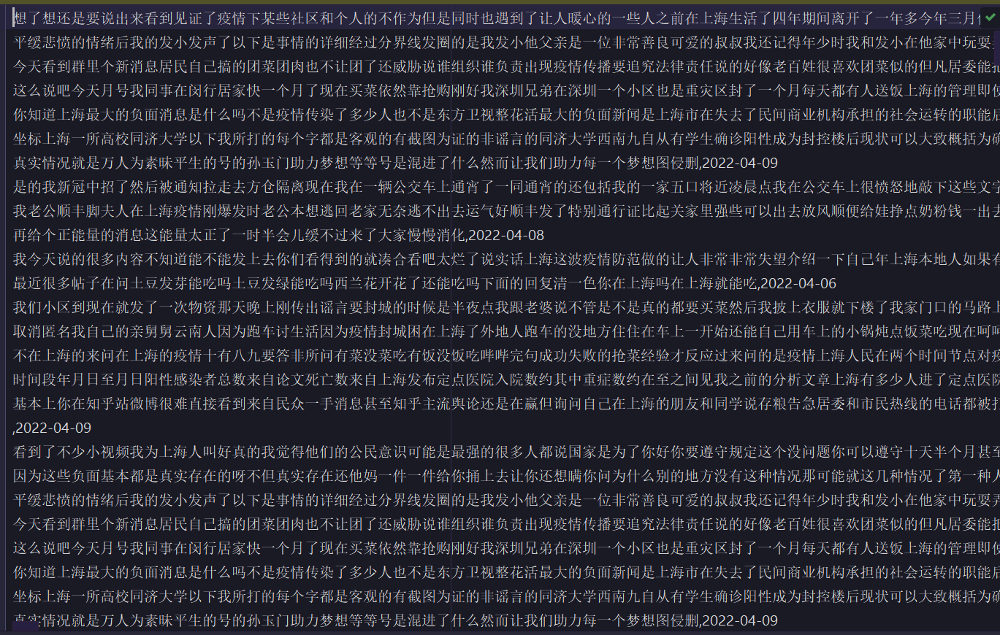 想了想还是要说出来看到见证了疫情下某些社区和个人的不作为但是同时也遇到了让人暖心的一些人之前在上海生活了四年期间离开了一年多今年三月
平缓悲愤的情绪后我的发小发声了以下是事情的详细经过分界线发圈的是我发小他父亲是一位非常善良可爱的叔叔我还记得年少时我和发小在他家中玩耍
今天看到群里个新消息居民自己搞的团菜团肉也不让团了还威胁说谁组织谁负责出现疫情传播要追究法律责任说的好像老百姓很喜欢团菜似的但凡居委能
这么说吧今天月号我同事在闵行居家快一个月了现在买菜依然靠抢购刚好我深圳兄弟在深圳一个小区也是重灾区封了一个月每天都有人送饭上海的管理即使
你知道上海最大的负面消息是什么吗不是疫情传染了多少人也不是东方卫视整花活最大的负面新闻是上海市在失去了民间商业机构承担的社会运转的职能后
坐标上海一所高校同济大学以下我所打的每个字都是客观的有截图为证的非谣言的同济大学西南九自从有学生确诊阳性成为封控楼后现状可以大致概括为确
真实情况就是万人为素昧平生的号的孙玉门助力梦想等等号是混进了什么然而让我们助力每一个梦想图侵删,2022-04-09
是的我新冠中招了然后被通知拉走去方仓隔离现在我在一辆公交车上通宵了一同通宵的还包括我的一家五口将近凌晨点我在公交车上很愤怒地敲下这些文字
我老公顺丰脚夫人在上海疫情刚爆发时老公本想逃回老家无奈逃不出去运气好顺丰发了特别通行证比起关家里强些可以出去放风顺便给娃挣点奶粉钱一出去
再给个正能量的消息这能量太正了一时半会儿缓不过来了大家慢慢消化,2022-04-08
我今天说的很多内容不知道能不能发上去你们看得到的就凑合看吧太烂了说实话上海这波疫情防范做的让人非常非常失望介绍一下自己年上海本地人如果有
最近很多帖子在问土豆发芽能吃吗土豆发绿能吃吗西兰花开花了还能吃吗下面的回复清一色你在上海吗在上海就能吃,2022-04-06
我们小区到现在就发了一次物资那天晚上刚传出谣言要封城的时候是半夜点我跟老婆说不管是不是真的都要买菜然后我披上衣服就下楼了我家门口的马路上
取消匿名我自己的亲舅舅云南人因为跑车讨生活因为疫情封城困在上海了外地人跑车的没地方住住在车上一开始还能自己用车上的小锅炖点饭菜吃现在呵呵
不在上海的来问在上海的疫情十有八九要答非所问有菜没菜吃有饭没饭吃哔哔完句成功失败的抢菜经验才反应过来问的是疫情上海人民在两个时间节点对疫
时间段年月日至月日阳性感染者总数来自论文死亡数来自上海发布定点医院入院数约其中重症数约在至之间见我之前的分析文章上海有多少人进了定点医院
基本上你在知乎站微博很难直接看到来自民众一手消息甚至知乎主流舆论还是在赢但询问自己在上海的朋友和同学说存粮告急居委和市民热线的电话都被打
,2022-04-09
看到了不少小视频我为上海人叫好真的我觉得他们的公民意识可能是最强的很多人都说国家是为了你好你要遵守规定这个没问题你可以遵守十天半个月甚至
因为这些负面基本都是真实存在的呀不但真实存在还他妈一件一件给你捅上去让你还想瞒你问为什么别的地方没有这种情况那可能就这几种情况了第一种人
平缓悲愤的情绪后我的发小发声了以下是事情的详细经过分界线发圈的是我发小他父亲是一位非常善良可爱的叔叔我还记得年少时我和发小在他家中玩耍弄
今天看到群里个新消息居民自己搞的团菜团肉也不让团了还威胁说谁组织谁负责出现疫情传播要追究法律责任说的好像老百姓很喜欢团菜似的但凡居委能
这么说吧今天月号我同事在闵行居家快一个月了现在买菜依然靠抢购刚好我深圳兄弟在深圳一个小区也是重灾区封了一个月每天都有人送饭上海的管理即使
你知道上海最大的负面消息是什么吗不是疫情传染了多少人也不是东方卫视整花活最大的负面新闻是上海市在失去了民间商业机构承担的社会运转的职能后
坐标上海一所高校同济大学以下我所打的每个字都是客观的有截图为证的非谣言的同济大学西南九自从有学生确诊阳性成为封控楼后现状可以大致概括为确
真实情况就是万人为素昧平生的号的孙玉门助力梦想等等号是混进了什么然而让我们助力每一个梦想图侵删,2022-04-09